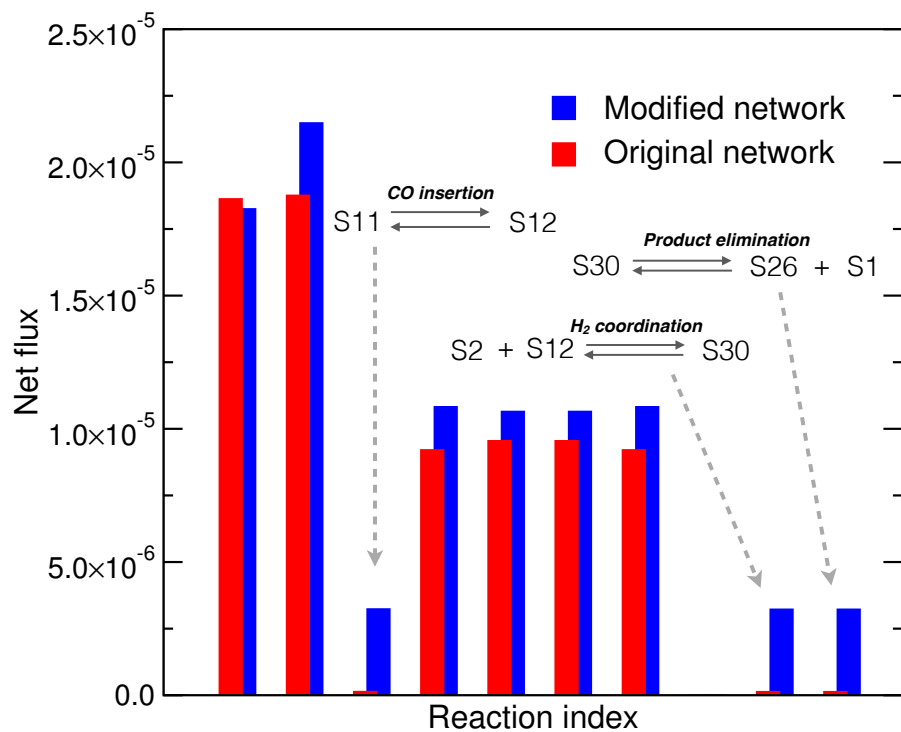 2.5×10⁻⁵
2.0×10⁻⁵
1.5×10⁻⁵
1.0×10⁻⁵
5.0×10⁻⁶
0.0
Net flux
Reaction index
Modified network
Original network
CO insertion
S11 S12
Product elimination
S30 S26 + S1
H₂ coordination
S2 + S12 S30